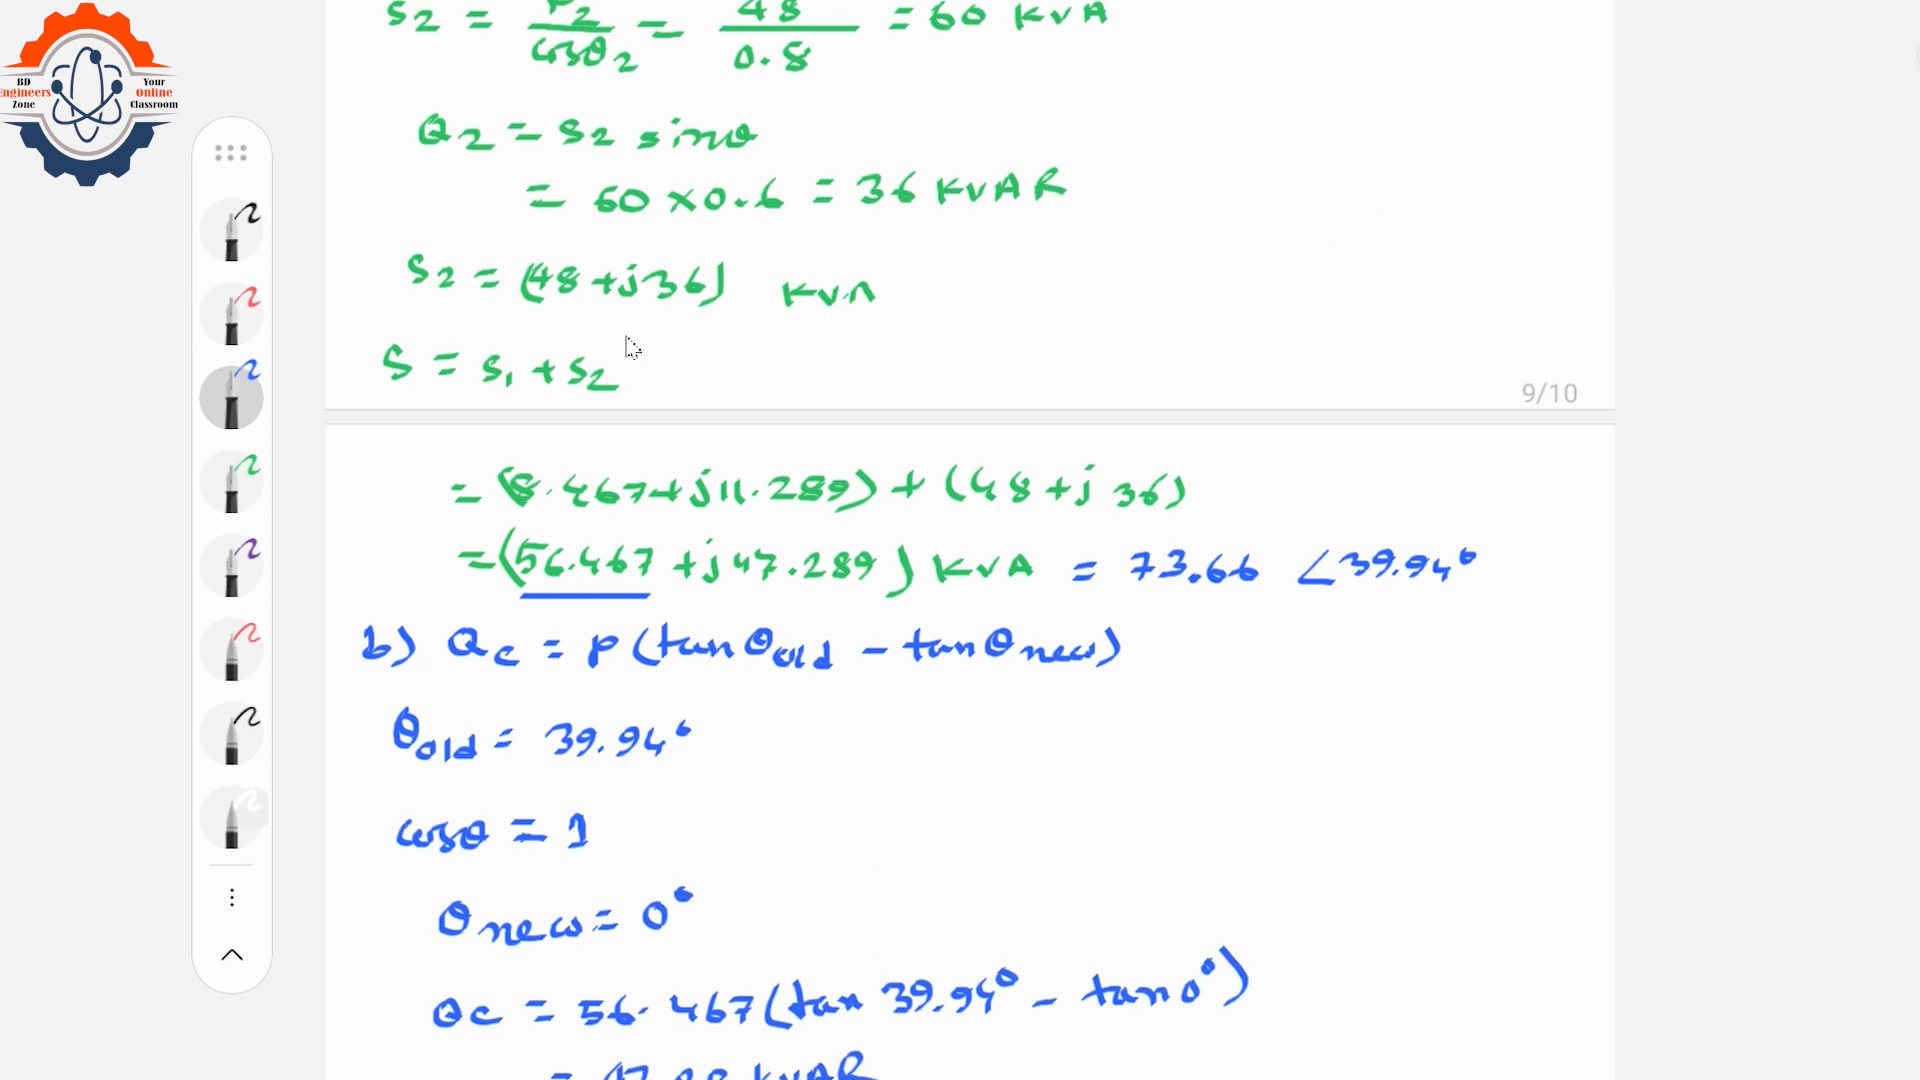 BD Engineers Zone
Your Online Classroom
S2 = P2/cosθ2 = 48/0.8 = 60 KVA
Q2 = S2 sinθ
= 60 × 0.6 = 36 KVAR
S2 = (48 + j36) KVA
S = S1 + S2
9/10
= (8.467 + j11.289) + (48 + j 36)
= (56.467 + j47.289) KVA = 73.66 ∠39.94°
b) Qc = P (tanθold − tanθnew)
θold = 39.94°
cosθ = 1
θnew = 0°
Qc = 56.467 (tan 39.94° − tan 0°)